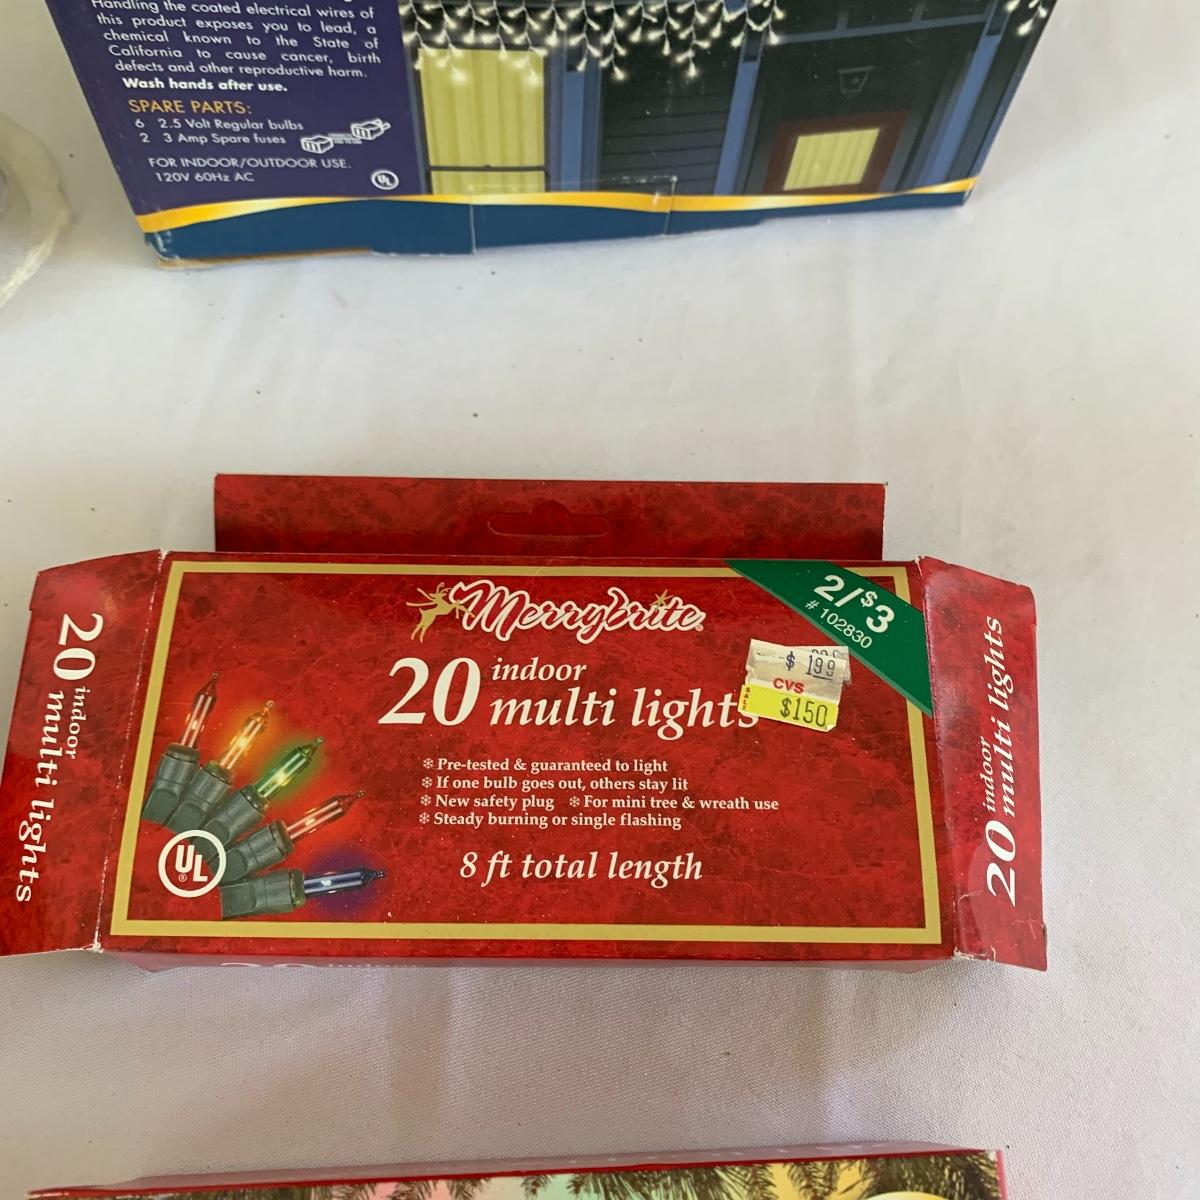 Handling the coated electrical wires of
this product exposes you to lead, a
chemical known to the State of
California to cause cancer, birth
defects and other reproductive harm.
Wash hands after use.
SPARE PARTS:
6 2.5 Volt Regular bulbs
2 3 Amp Spare fuses
FOR INDOOR/OUTDOOR USE.
120V 60Hz AC
UL
Merrybrite
2/$3
# 102830
20 indoor
multi lights
$ 199
CVS
SALE
$150
❄ Pre-tested & guaranteed to light
❄ If one bulb goes out, others stay lit
❄ New safety plug ❄ For mini tree & wreath use
❄ Steady burning or single flashing
8 ft total length
UL
20 indoor
multi lights
20 indoor
multi lights